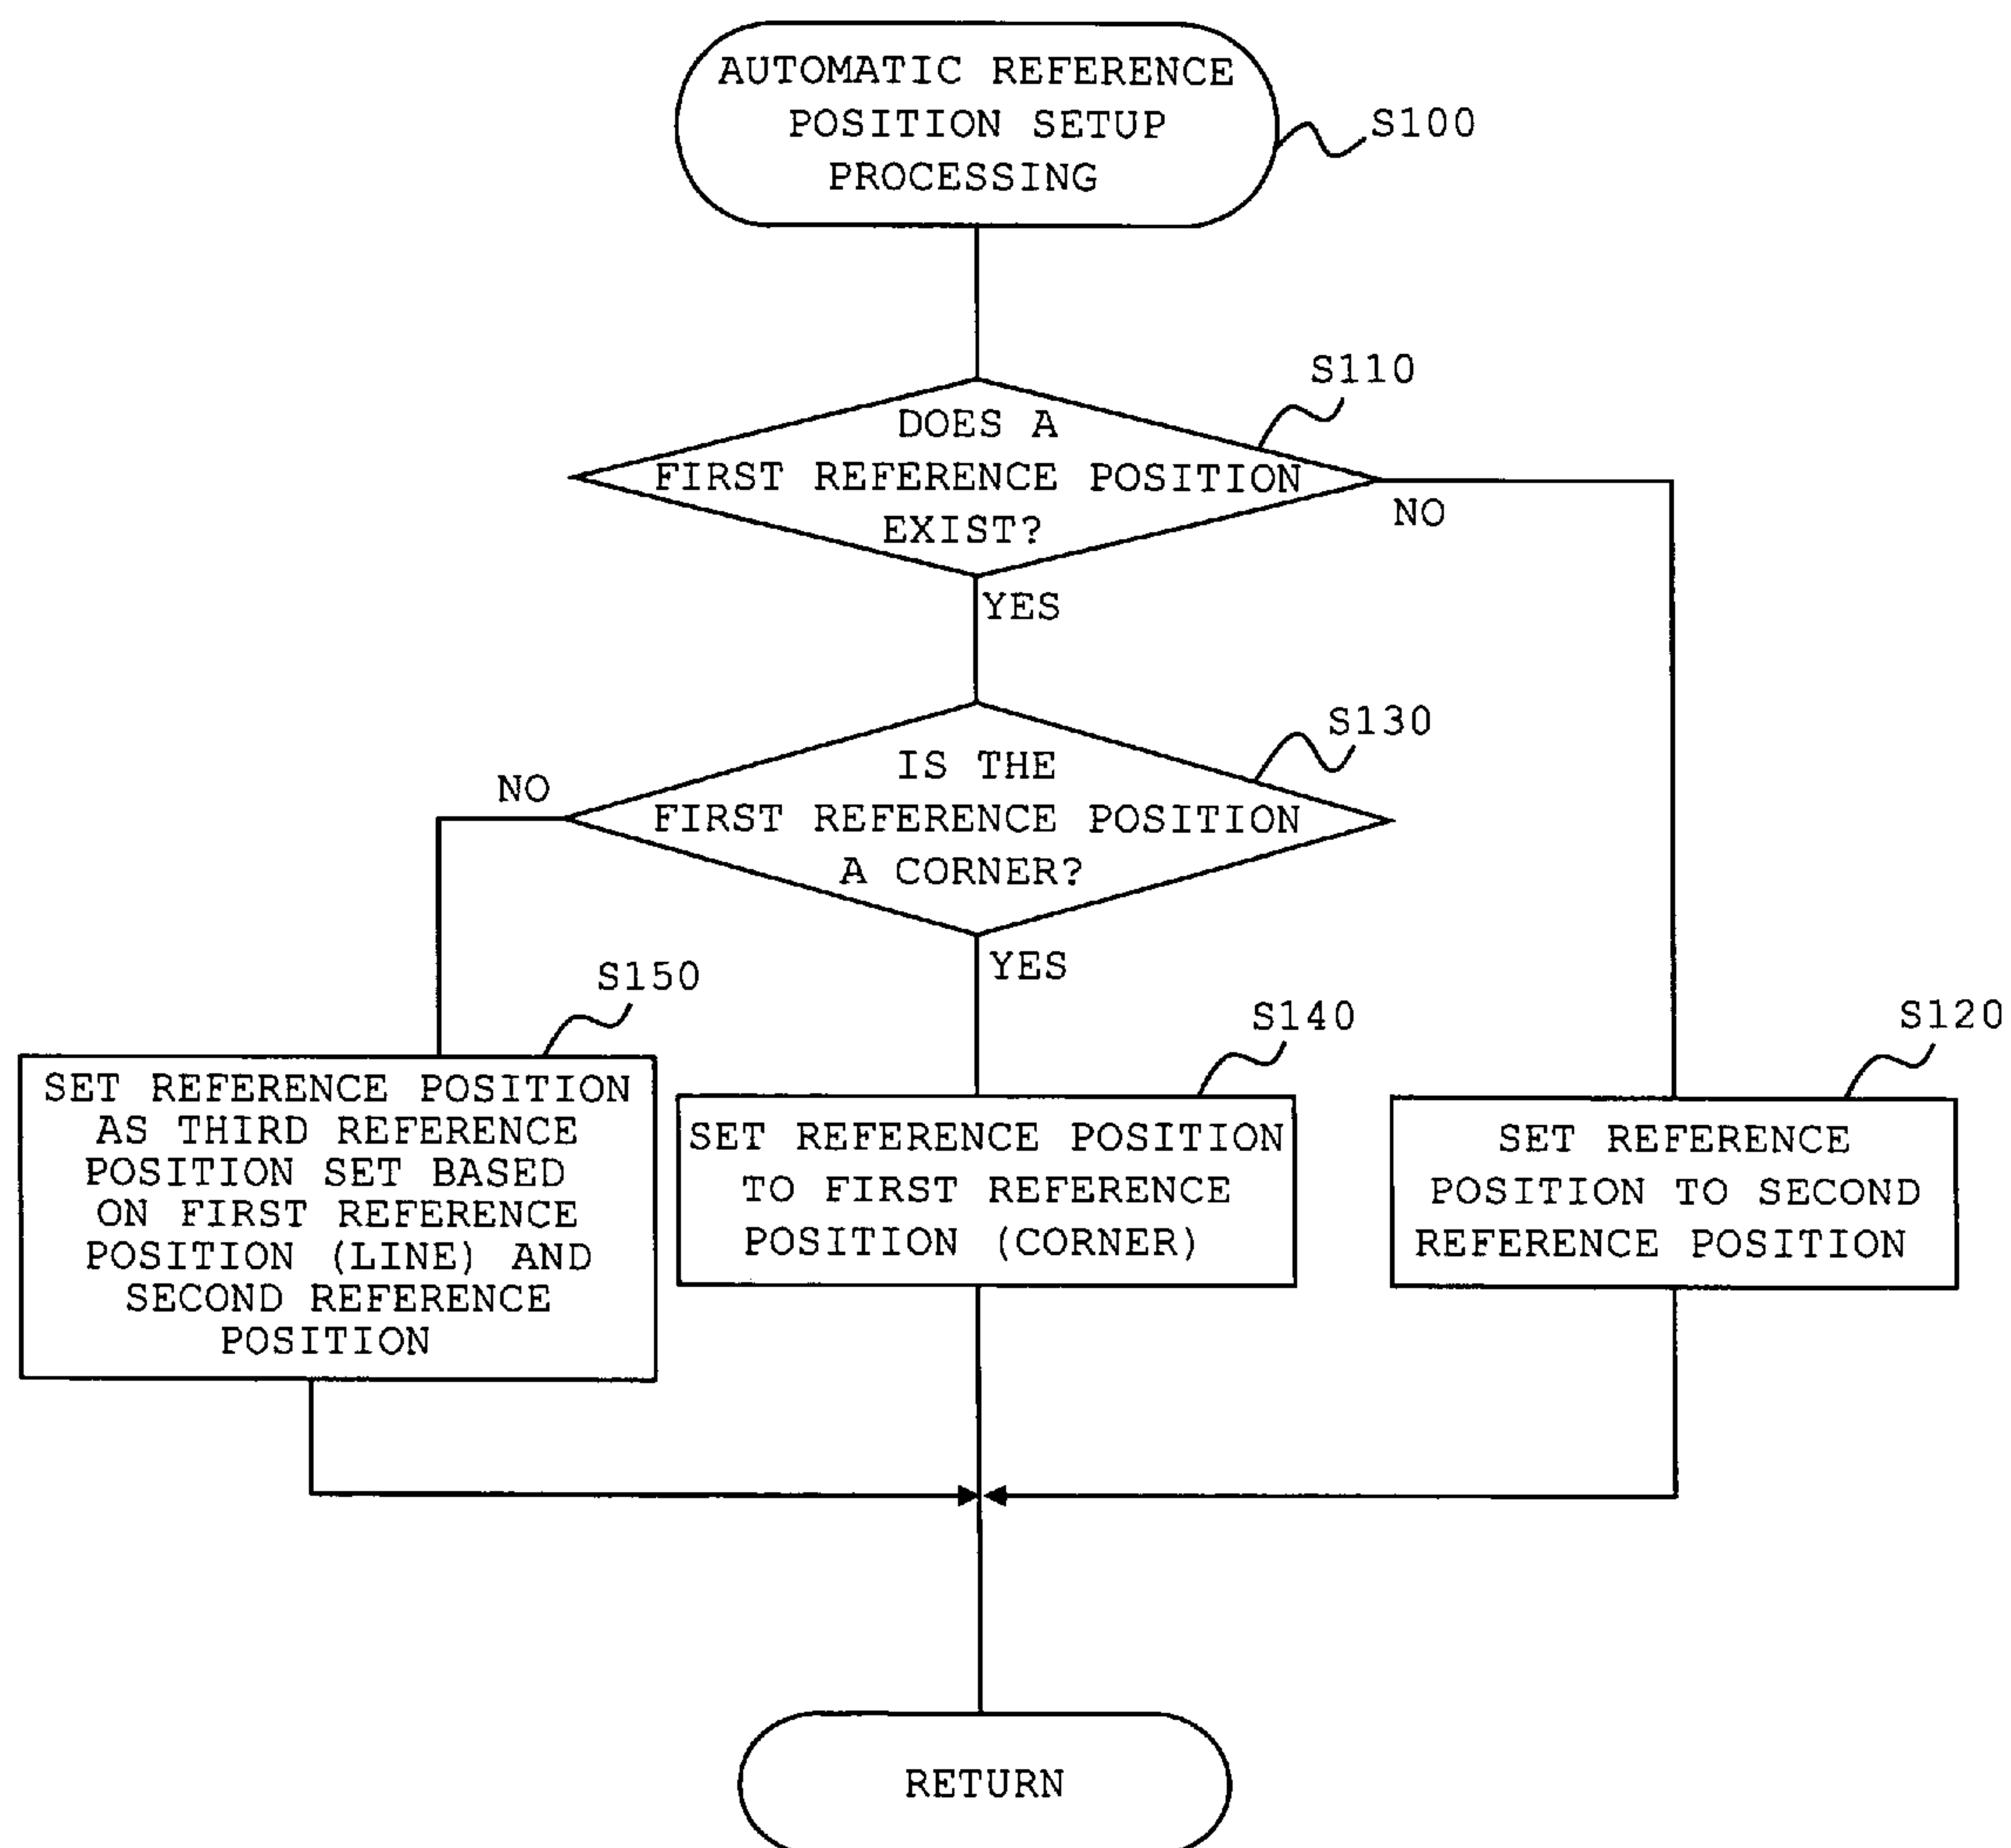 AUTOMATIC REFERENCE
POSITION SETUP
PROCESSING
S100
S110
DOES A
FIRST REFERENCE POSITION
EXIST?
NO
YES
S130
IS THE
FIRST REFERENCE POSITION
A CORNER?
NO
YES
S150
SET REFERENCE POSITION
AS THIRD REFERENCE
POSITION SET BASED
ON FIRST REFERENCE
POSITION (LINE) AND
SECOND REFERENCE
POSITION
S140
SET REFERENCE POSITION
TO FIRST REFERENCE
POSITION (CORNER)
S120
SET REFERENCE
POSITION TO SECOND
REFERENCE POSITION
RETURN